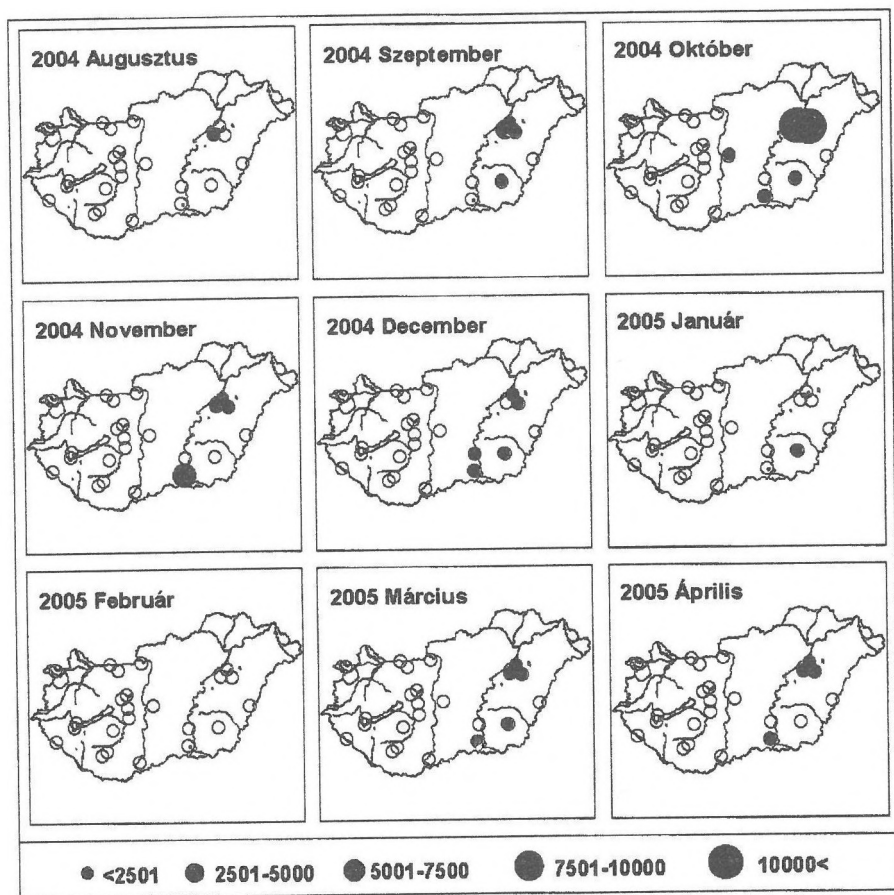 2004 Augusztus
2004 Szeptember
2004 Október
2004 November
2004 December
2005 Január
2005 Február
2005 Március
2005 Április
<2501 2501-5000 5001-7500 7501-10000 10000<